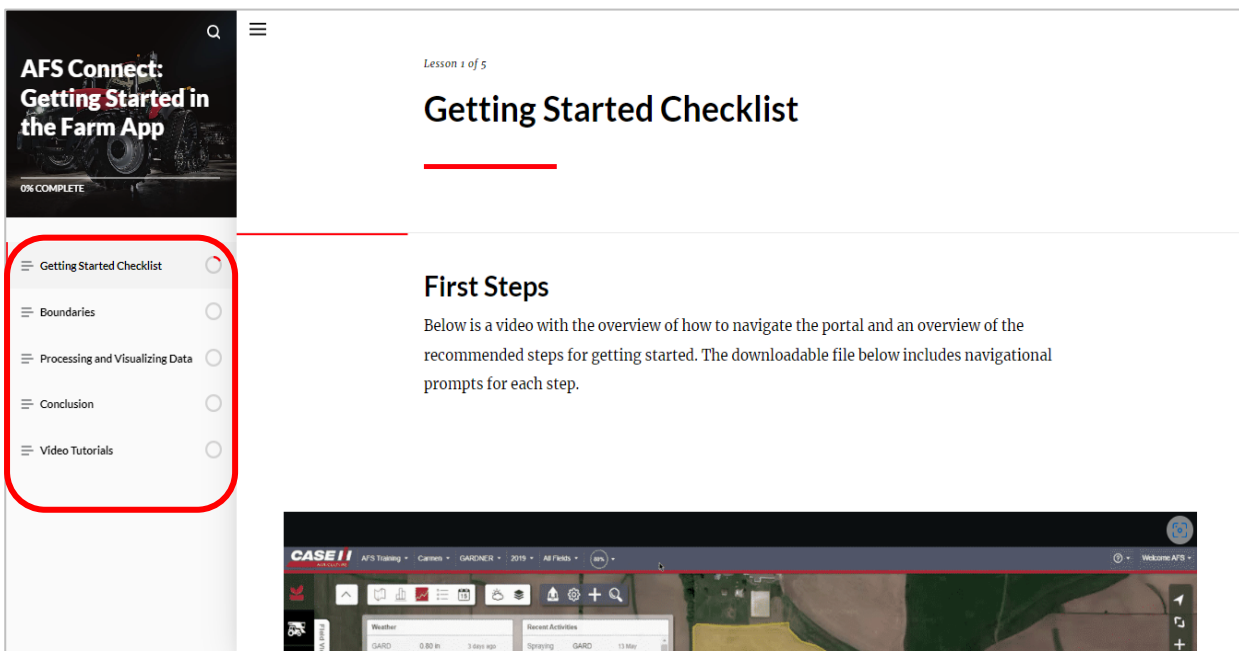 AFS Connect:
Getting Started in
the Farm App
0% COMPLETE
Getting Started Checklist
Boundaries
Processing and Visualizing Data
Conclusion
Video Tutorials
Lesson 1 of 5
Getting Started Checklist
First Steps
Below is a video with the overview of how to navigate the portal and an overview of the
recommended steps for getting started. The downloadable file below includes navigational
prompts for each step.
CASE IH AFS Training Carmen GARDNER 2019 All Fields Welcome AFS
AGRICULTURE
Weather Recent Activities
GARD 0.80 in 3 days ago Spraying GARD 13 May